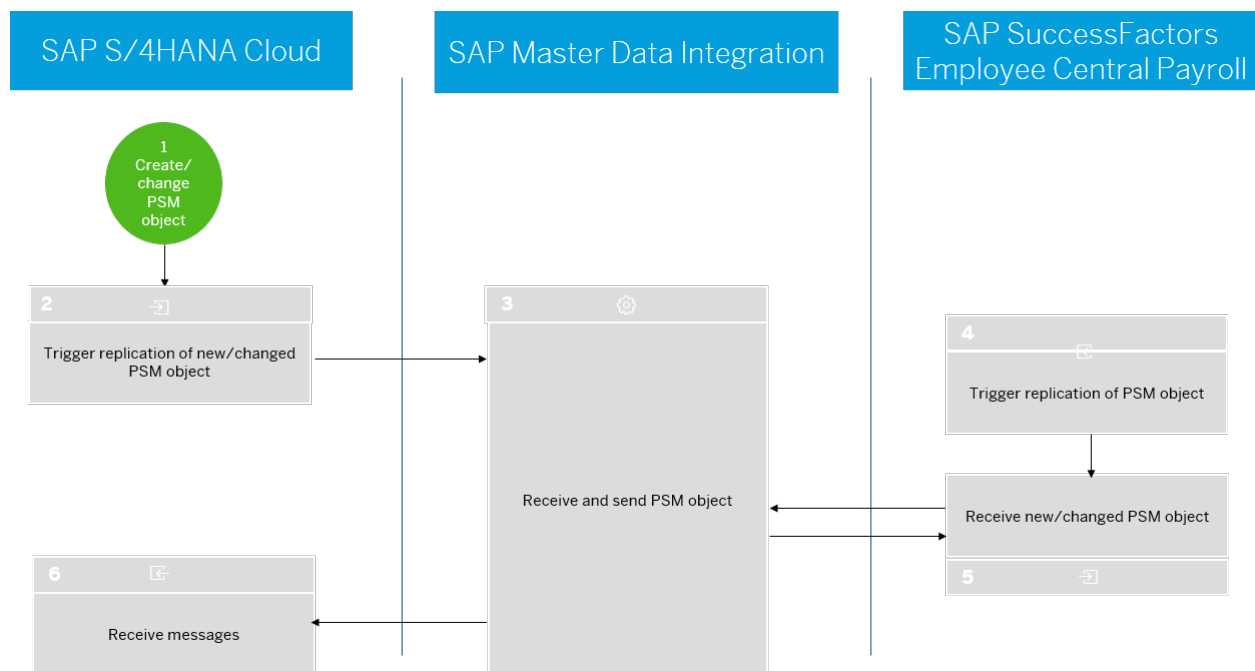 SAP S/4HANA Cloud
SAP Master Data Integration
SAP SuccessFactors
Employee Central Payroll
1
Create/
change
PSM
object
2
Trigger replication of new/changed
PSM object
3
Receive and send PSM object
4
Trigger replication of PSM object
Receive new/changed PSM object
5
6
Receive messages